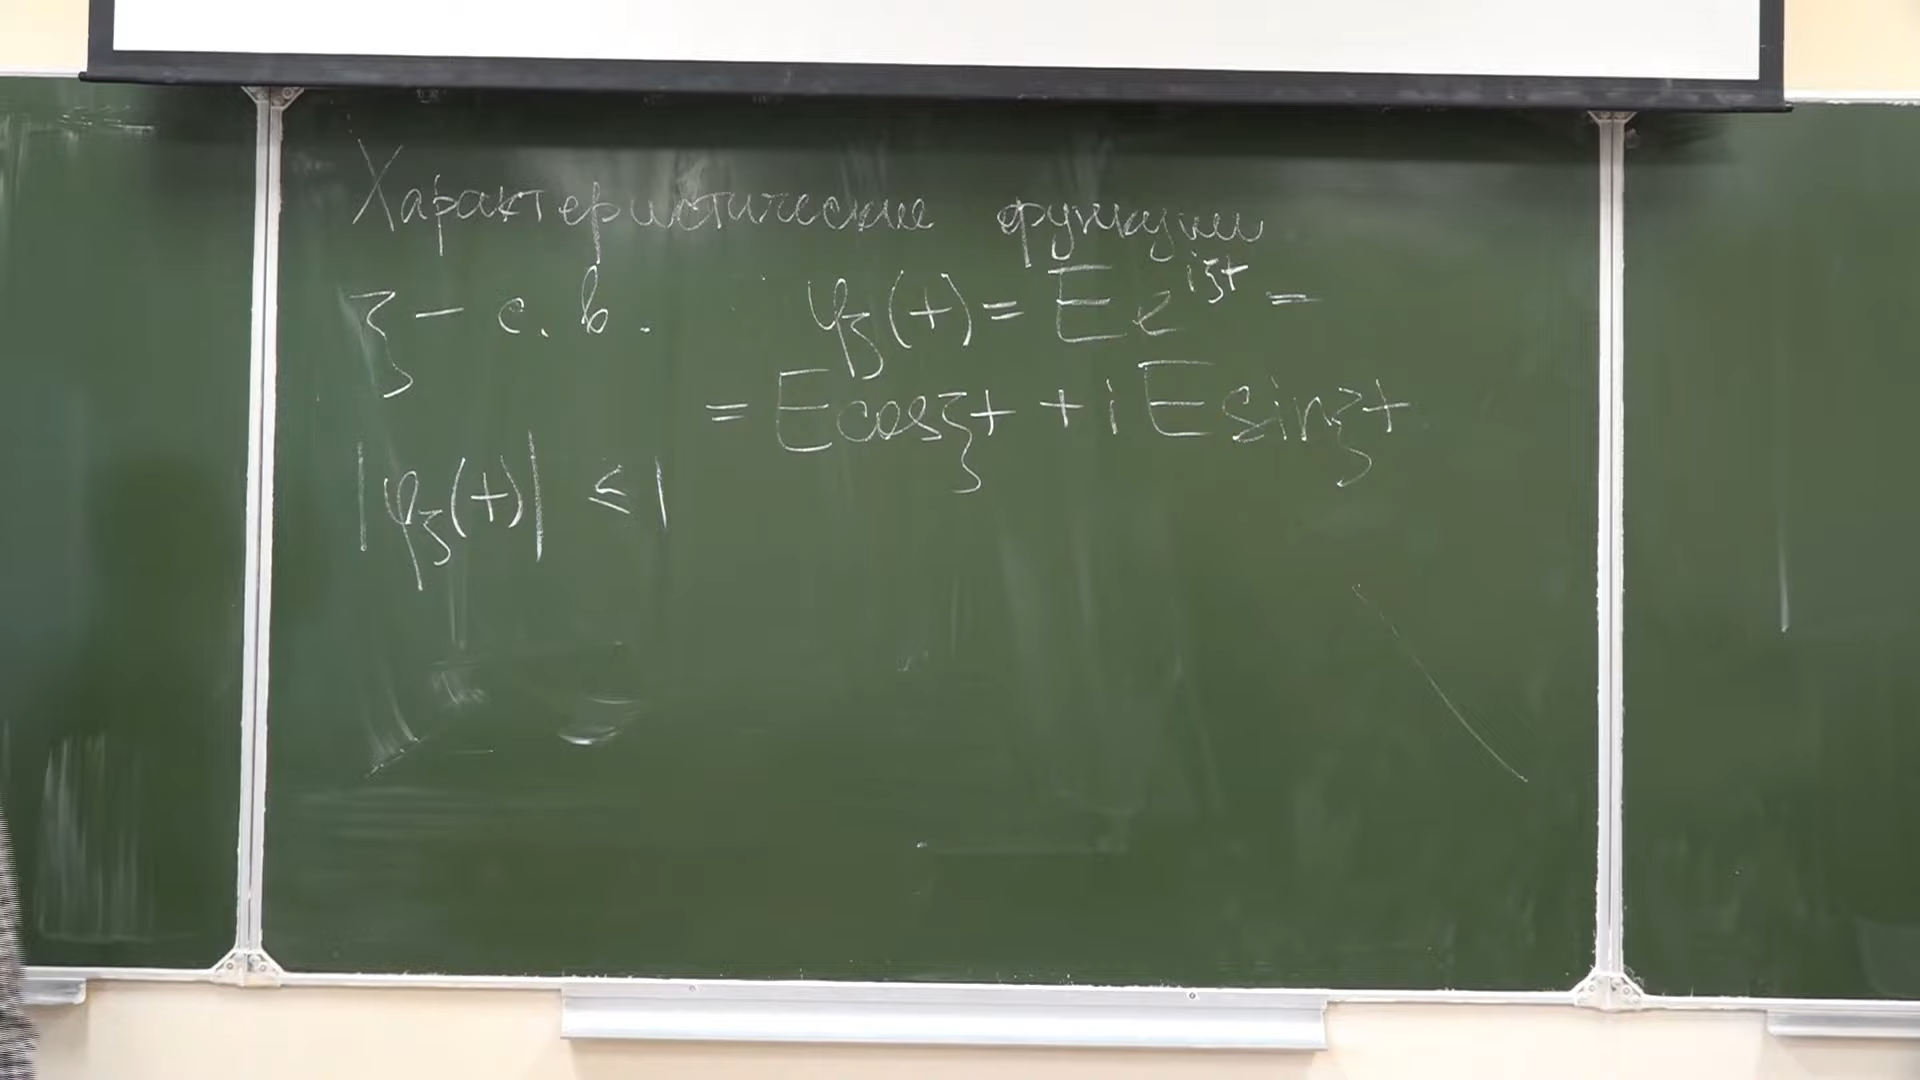 Характеристические функции
ξ – с. в. φ_ξ(t) = E e^{iξt} =
= E cos ξt + i E sin ξt
|φ_ξ(t)| ≤ 1